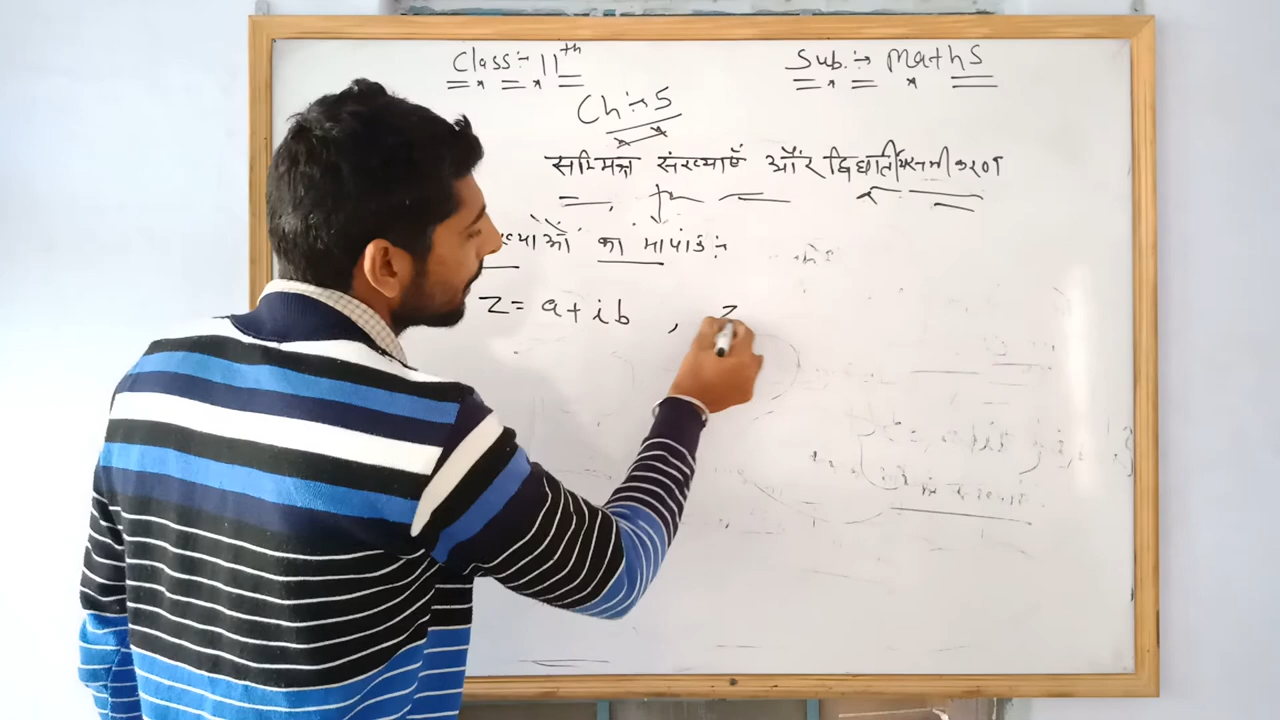 Class:- 11th Sub.:→ Maths
Ch:→5
सम्मिश्र संख्याएँ और द्विघातीय समीकरण
का मापांक :-
Z = a + ib , Z